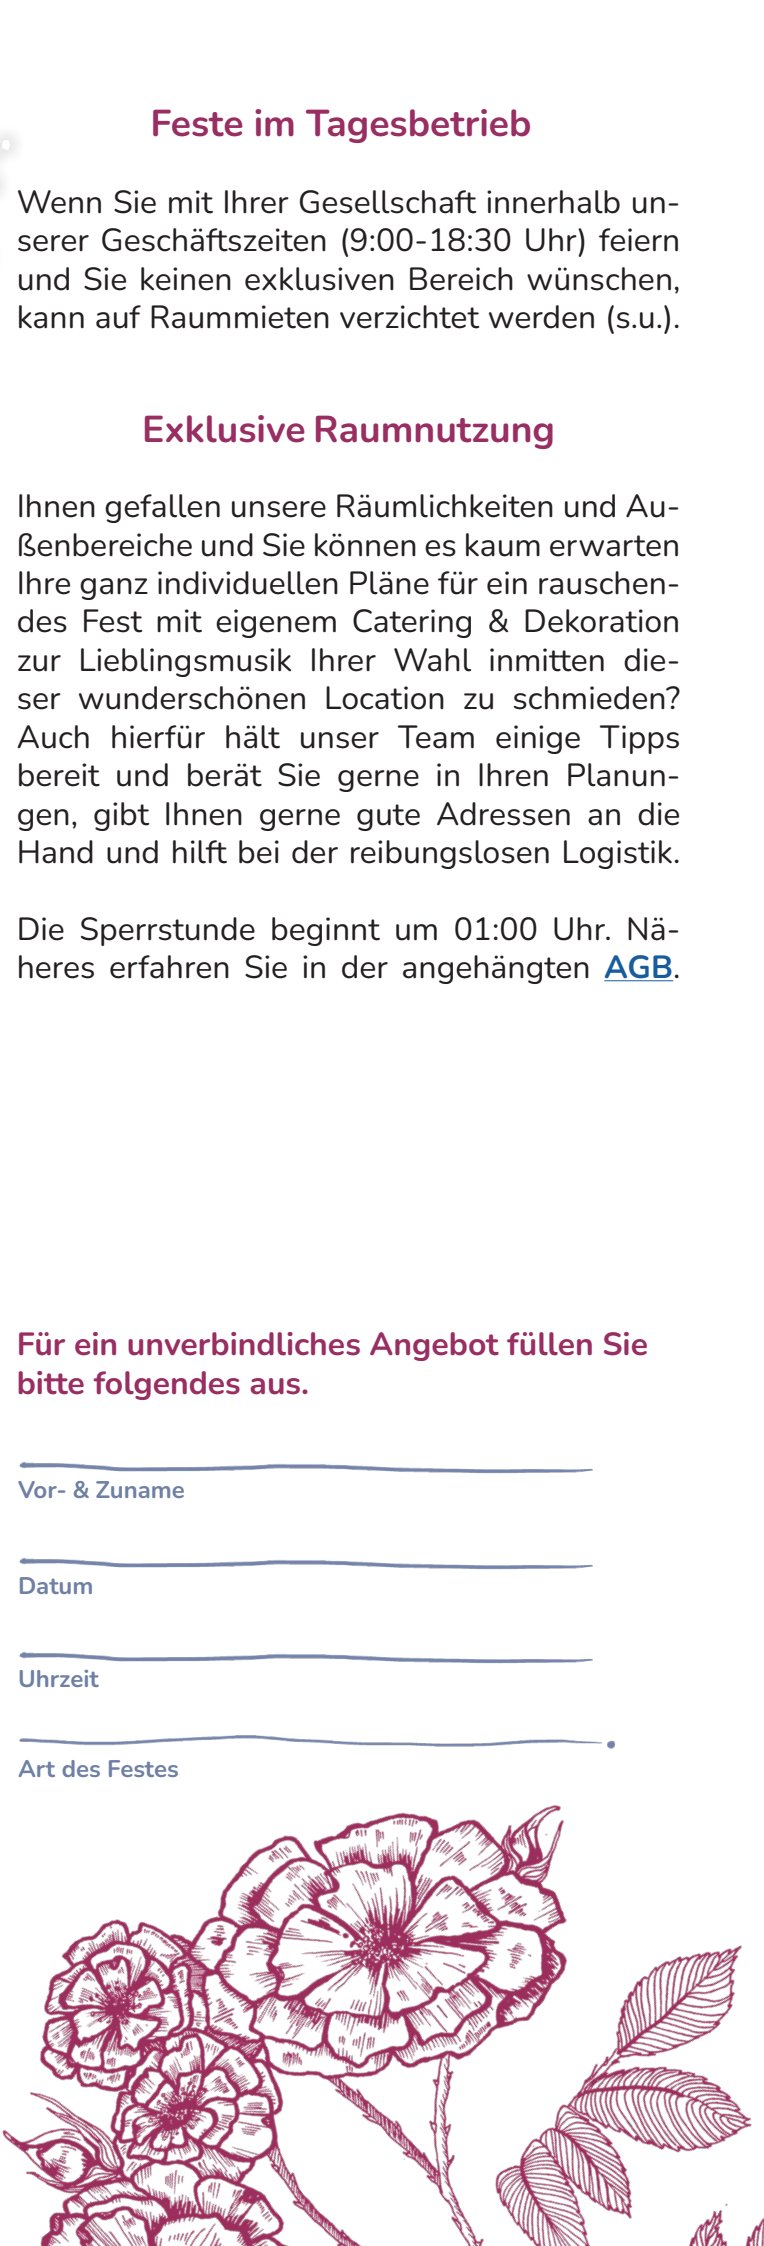 Feste im Tagesbetrieb
Wenn Sie mit Ihrer Gesellschaft innerhalb un-
serer Geschäftszeiten (9:00-18:30 Uhr) feiern
und Sie keinen exklusiven Bereich wünschen,
kann auf Raummieten verzichtet werden (s.u.).
Exklusive Raumnutzung
Ihnen gefallen unsere Räumlichkeiten und Au-
ßenbereiche und Sie können es kaum erwarten
Ihre ganz individuellen Pläne für ein rauschen-
des Fest mit eigenem Catering & Dekoration
zur Lieblingsmusik Ihrer Wahl inmitten die-
ser wunderschönen Location zu schmieden?
Auch hierfür hält unser Team einige Tipps
bereit und berät Sie gerne in Ihren Planun-
gen, gibt Ihnen gerne gute Adressen an die
Hand und hilft bei der reibungslosen Logistik.
Die Sperrstunde beginnt um 01:00 Uhr. Nä-
heres erfahren Sie in der angehängten AGB.
Für ein unverbindliches Angebot füllen Sie
bitte folgendes aus.
Vor- & Zuname
Datum
Uhrzeit
Art des Festes